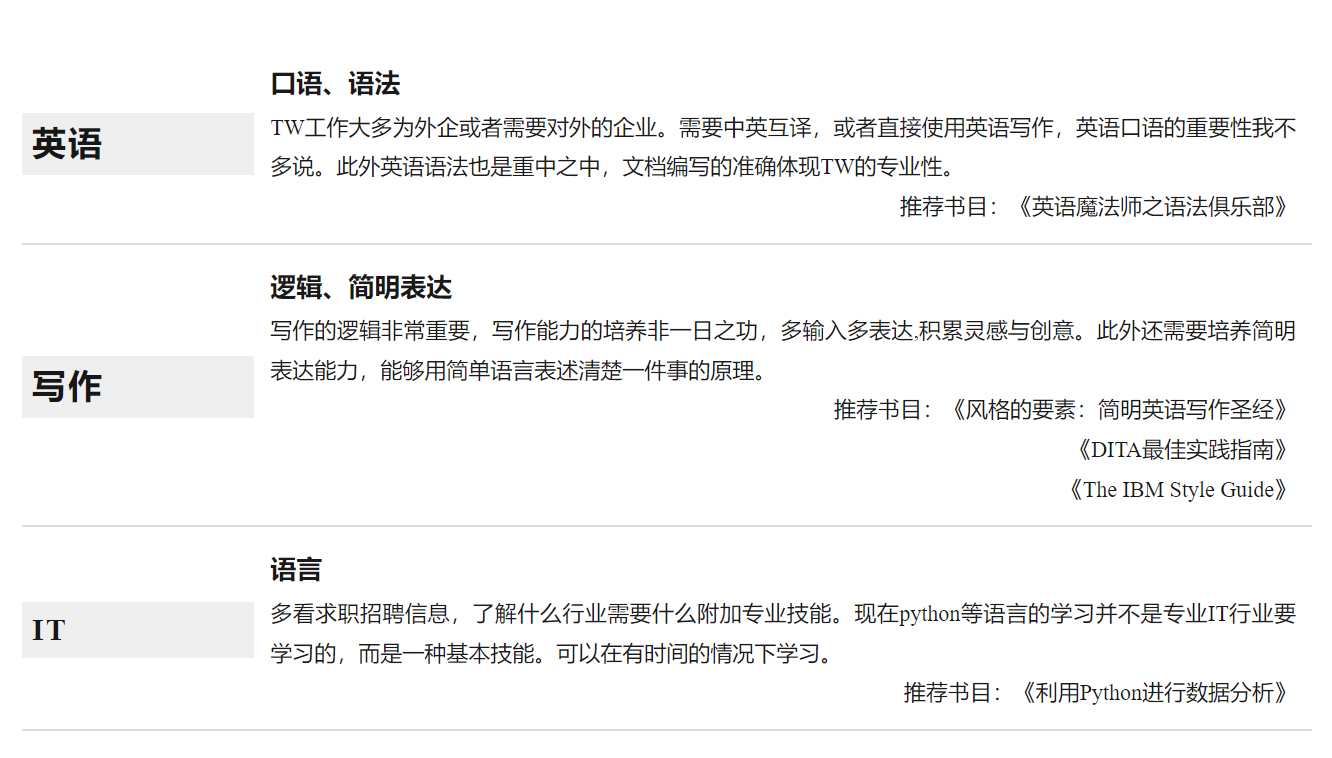 英语
口语、语法
TW工作大多为外企或者需要对外的企业。需要中英互译，或者直接使用英语写作，英语口语的重要性我不
多说。此外英语语法也是重中之中，文档编写的准确体现TW的专业性。
推荐书目：《英语魔法师之语法俱乐部》
写作
逻辑、简明表达
写作的逻辑非常重要，写作能力的培养非一日之功，多输入多表达,积累灵感与创意。此外还需要培养简明
表达能力，能够用简单语言表述清楚一件事的原理。
推荐书目：《风格的要素：简明英语写作圣经》
《DITA最佳实践指南》
《The IBM Style Guide》
IT
语言
多看求职招聘信息，了解什么行业需要什么附加专业技能。现在python等语言的学习并不是专业IT行业要
学习的，而是一种基本技能。可以在有时间的情况下学习。
推荐书目：《利用Python进行数据分析》